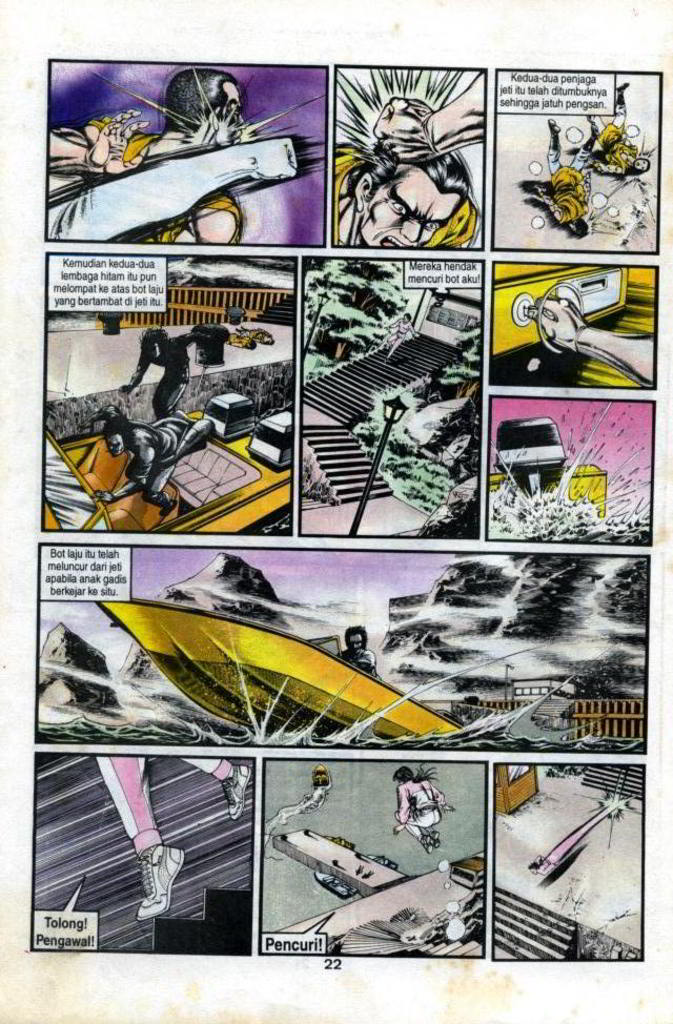 Kedua-dua penjaga
jeti itu telah ditumbuknya
sehingga jatuh pengsan.
Kemudian kedua-dua
lembaga hitam itu pun
melompat ke atas bot laju
yang bertambat di jeti itu.
Mereka hendak
mencuri bot aku!
Bot laju itu telah
meluncur dari jeti
apabila anak gadis
berkejar ke situ.
Tolong!
Pengawal!
Pencuri!
22